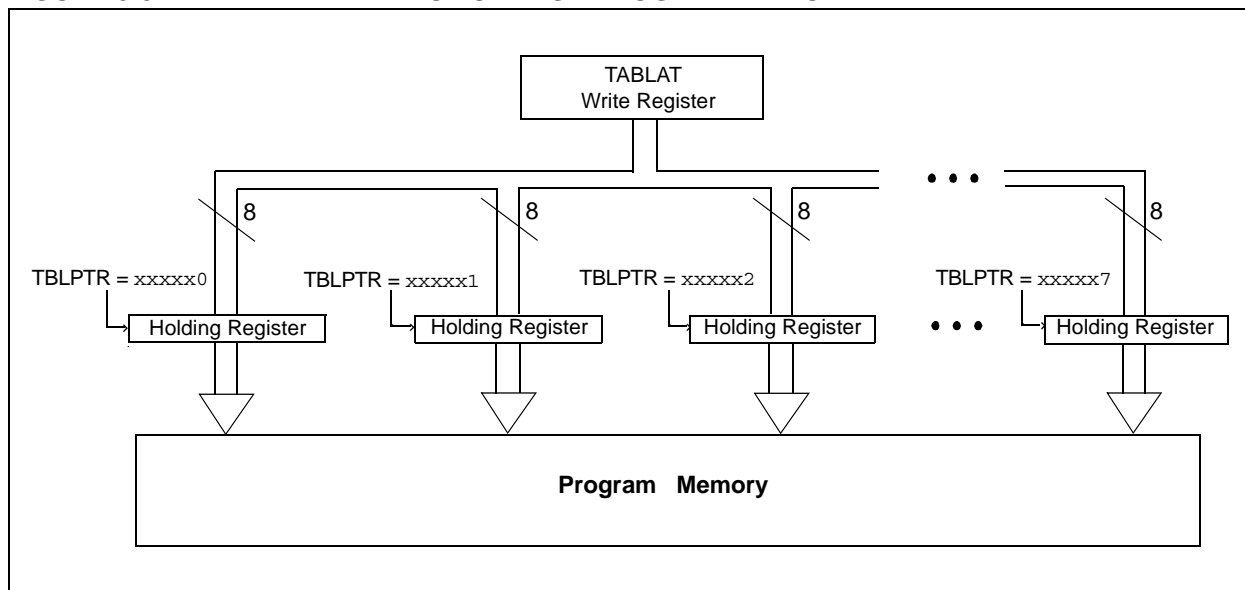 TABLAT
Write Register
8
8
8
8
TBLPTR = xxxxx0
TBLPTR = xxxxx1
TBLPTR = xxxxx2
TBLPTR = xxxxx7
Holding Register
Holding Register
Holding Register
Holding Register
Program Memory